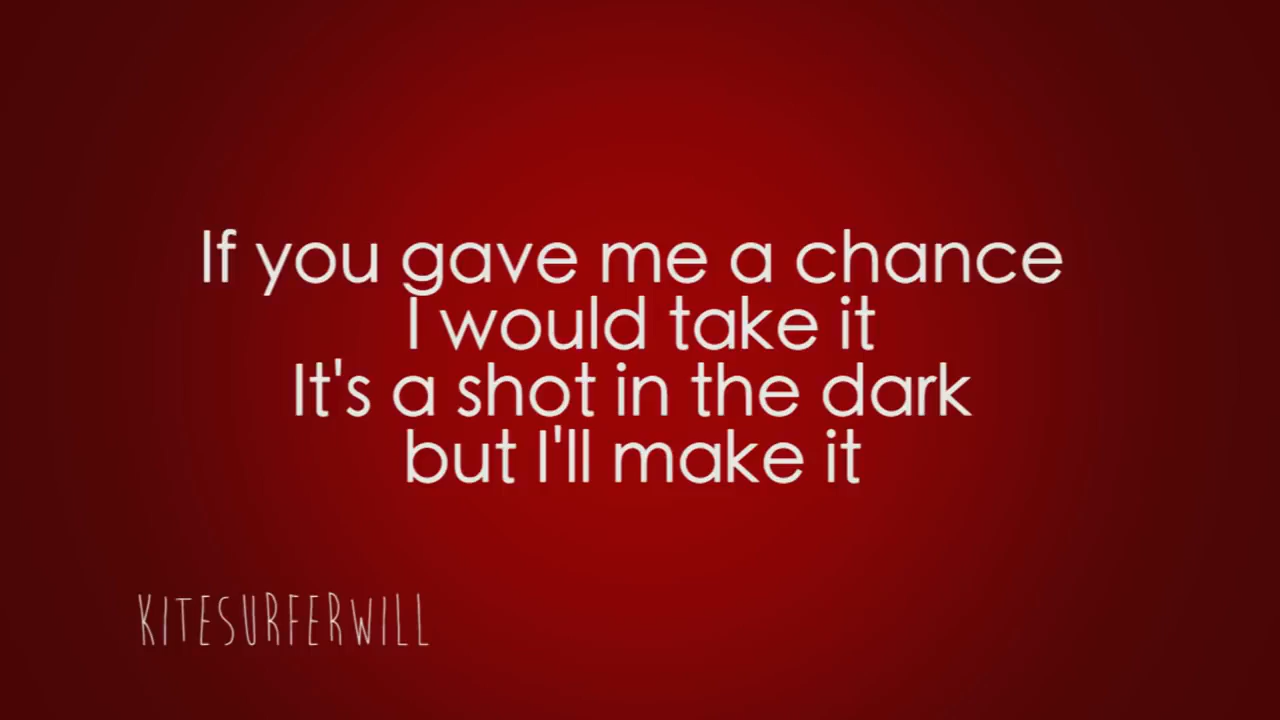 If you gave me a chance
I would take it
It's a shot in the dark
but I'll make it
KITESURFERWILL